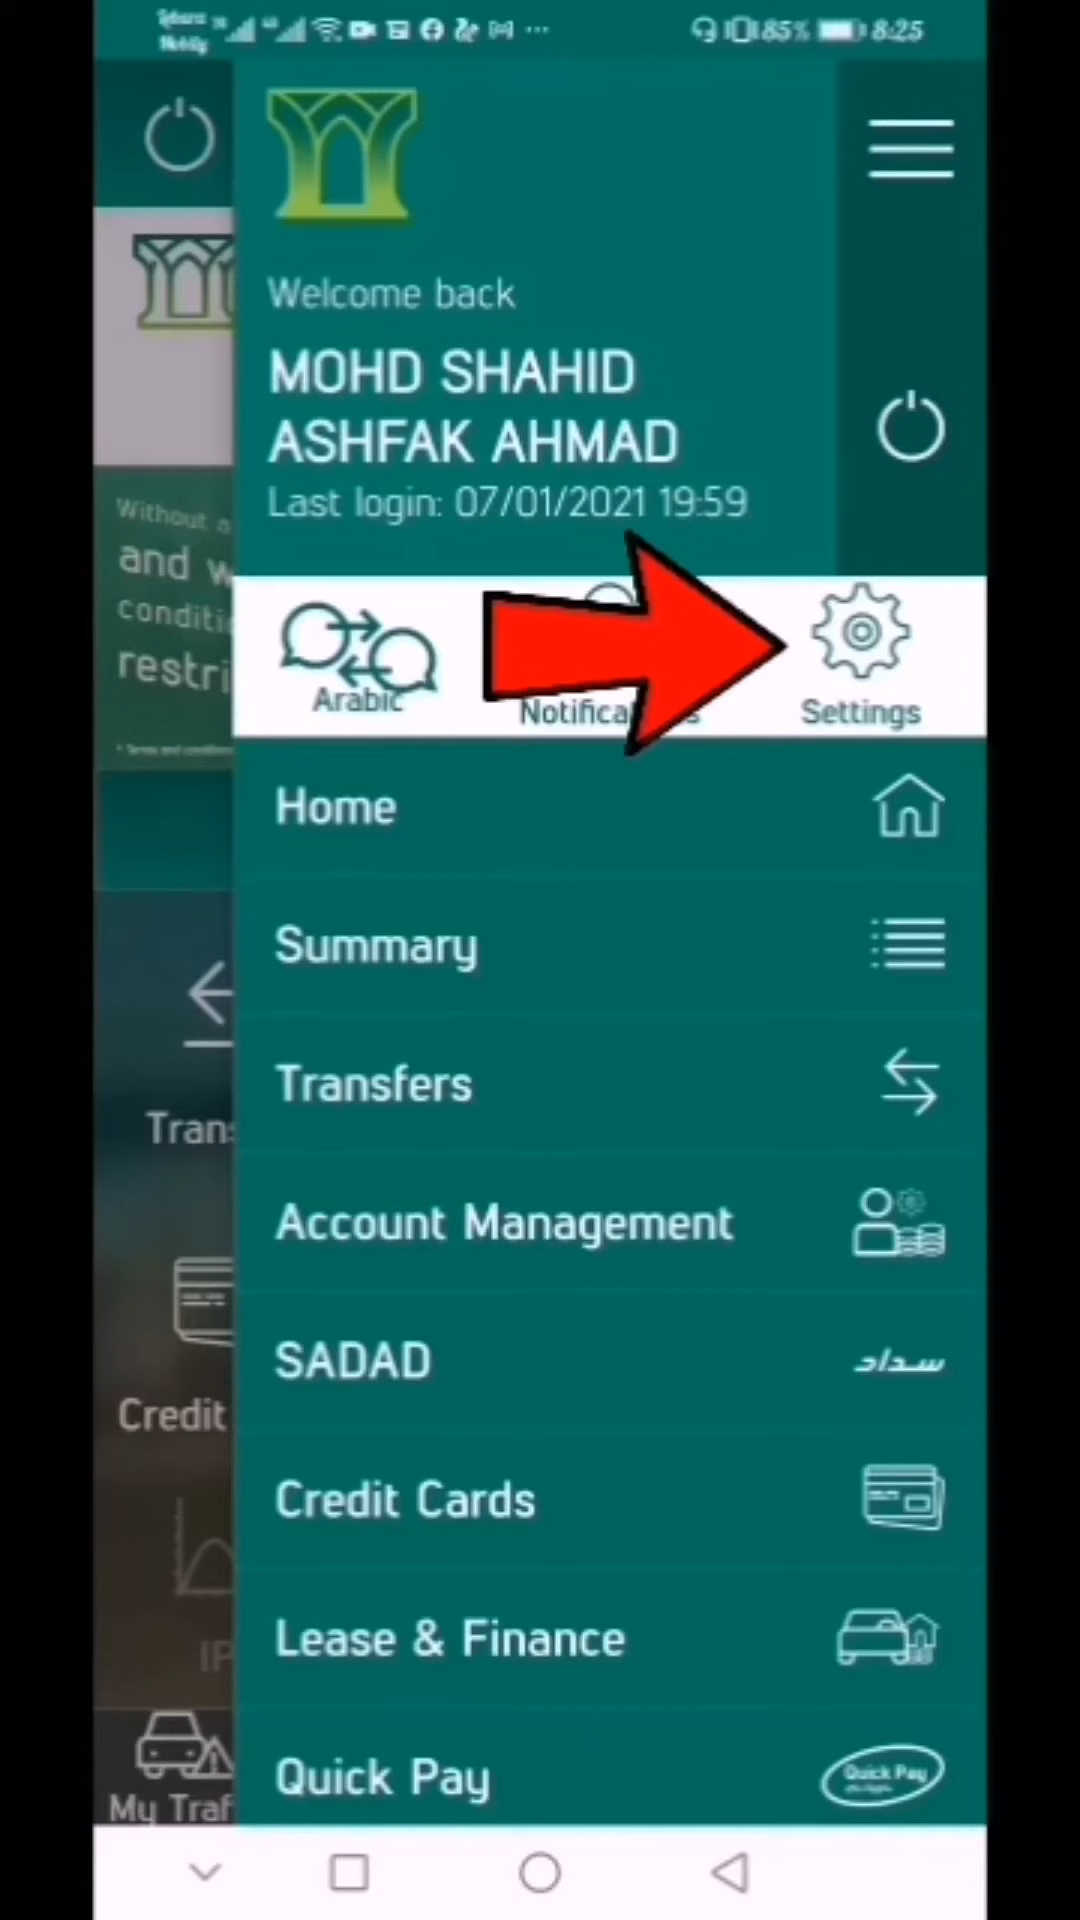 85% 8:25
Mobily
Welcome back
MOHD SHAHID
ASHFAK AHMAD
Last login: 07/01/2021 19:59
Without a
and w
conditi
restri
Arabic
Settings
Home
Summary
Transfers
Trans
Account Management
SADAD
سداد
Credit
Credit Cards
Lease & Finance
IP
Quick Pay
Quick Pay
My Traf